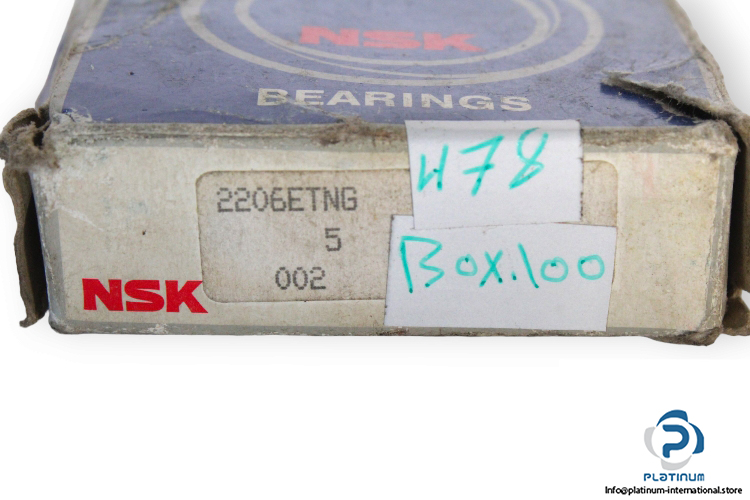 NSK
BEARINGS
2206ETNG
5
002
NSK
478
Box.100
PLATINUM
Info@platinum-international.store